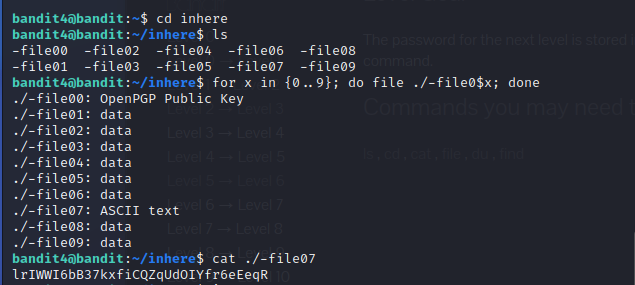 bandit4@bandit:~$ cd inhere
bandit4@bandit:~/inhere$ ls
-file00  -file02  -file04  -file06  -file08
-file01  -file03  -file05  -file07  -file09
bandit4@bandit:~/inhere$ for x in {0..9}; do file ./-file0$x; done
./-file00: OpenPGP Public Key
./-file01: data
./-file02: data
./-file03: data
./-file04: data
./-file05: data
./-file06: data
./-file07: ASCII text
./-file08: data
./-file09: data
bandit4@bandit:~/inhere$ cat ./-file07
lrIWWI6bB37kxfiCQZqUdOIYfr6eEeqR
The password for the next level is stored
command.
Commands you may need t
Level 2 → Level 3
Level 3 → Level 4
Level 4 → Level 5
Level 5 → Level 6
Level 6 → Level 7
Level 7 → Level 8
ls, cd, cat, file, du, find